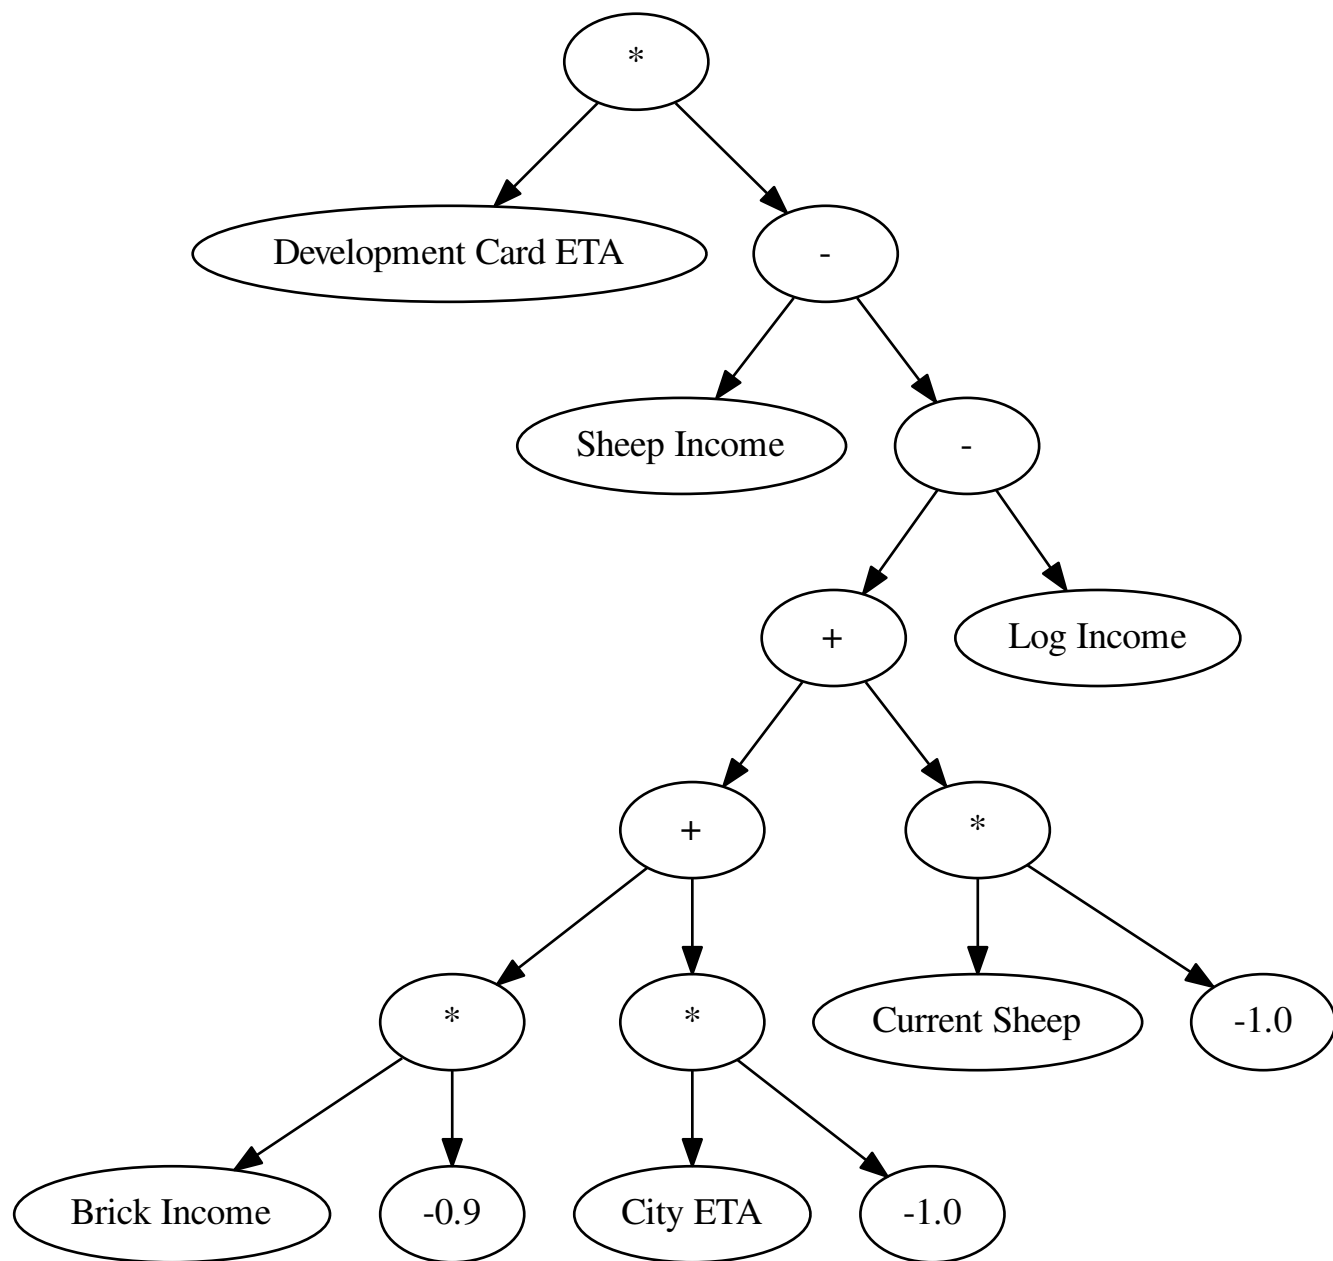 *
Development Card ETA
-
Sheep Income
-
+
Log Income
+
*
*
*
Current Sheep
-1.0
Brick Income
-0.9
City ETA
-1.0